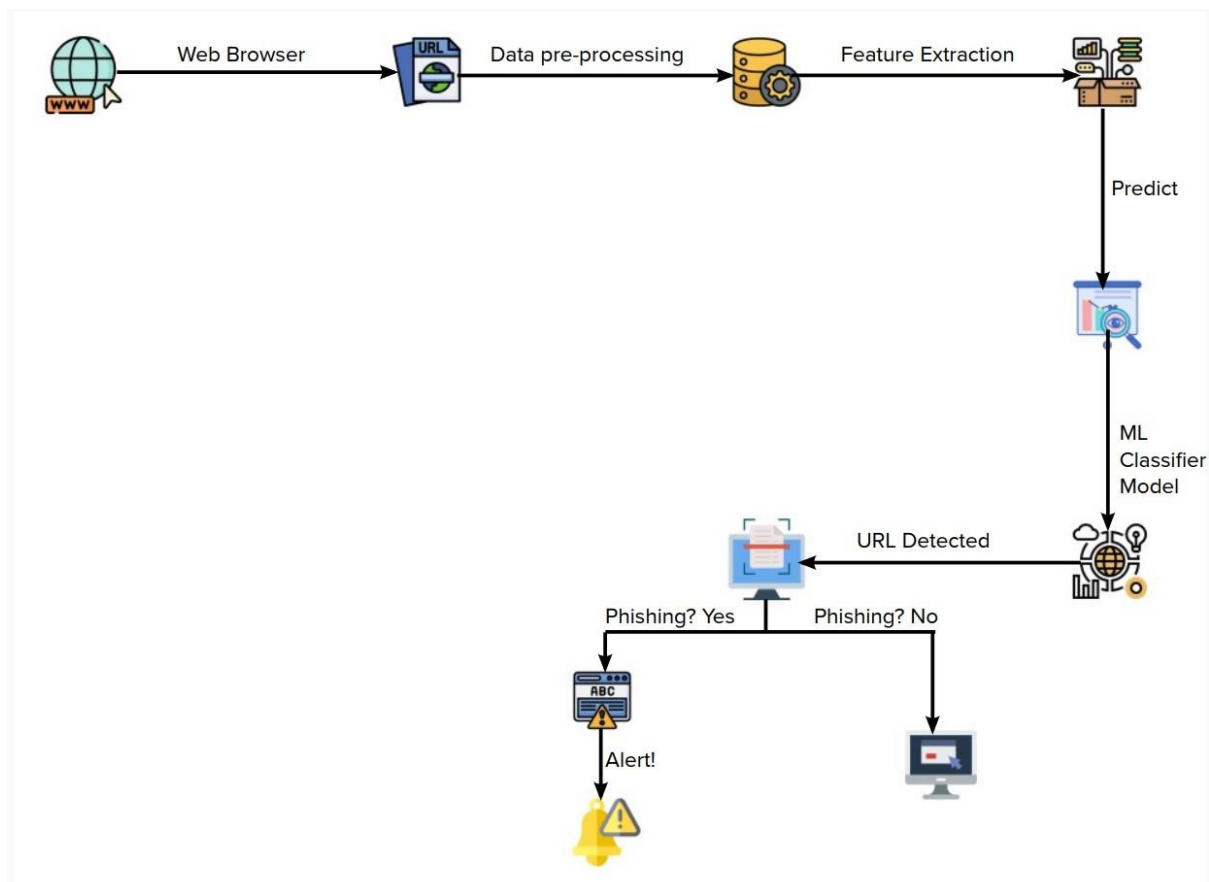 Web Browser
Data pre-processing
Feature Extraction
WWW
URL
Predict
ML
Classifier
Model
URL Detected
Phishing? Yes
Phishing? No
ABC
Alert!